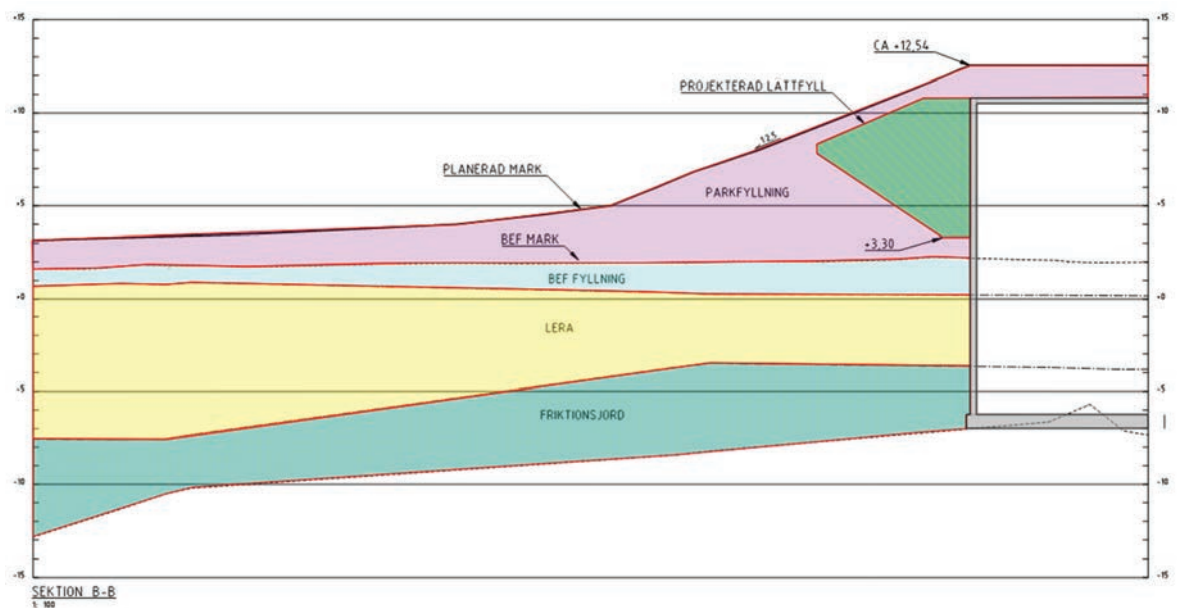 +15
+15
CA +12,54
PROJEKTERAD LÄTTFYLL
+10
+10
1:2.5
PLANERAD MARK
PARKFYLLNING
+5
+5
BEF MARK
+3,30
BEF FYLLNING
+0
+0
LERA
-5
-5
FRIKTIONSJORD
-10
-10
-15
-15
SEKTION B-B
1: 100